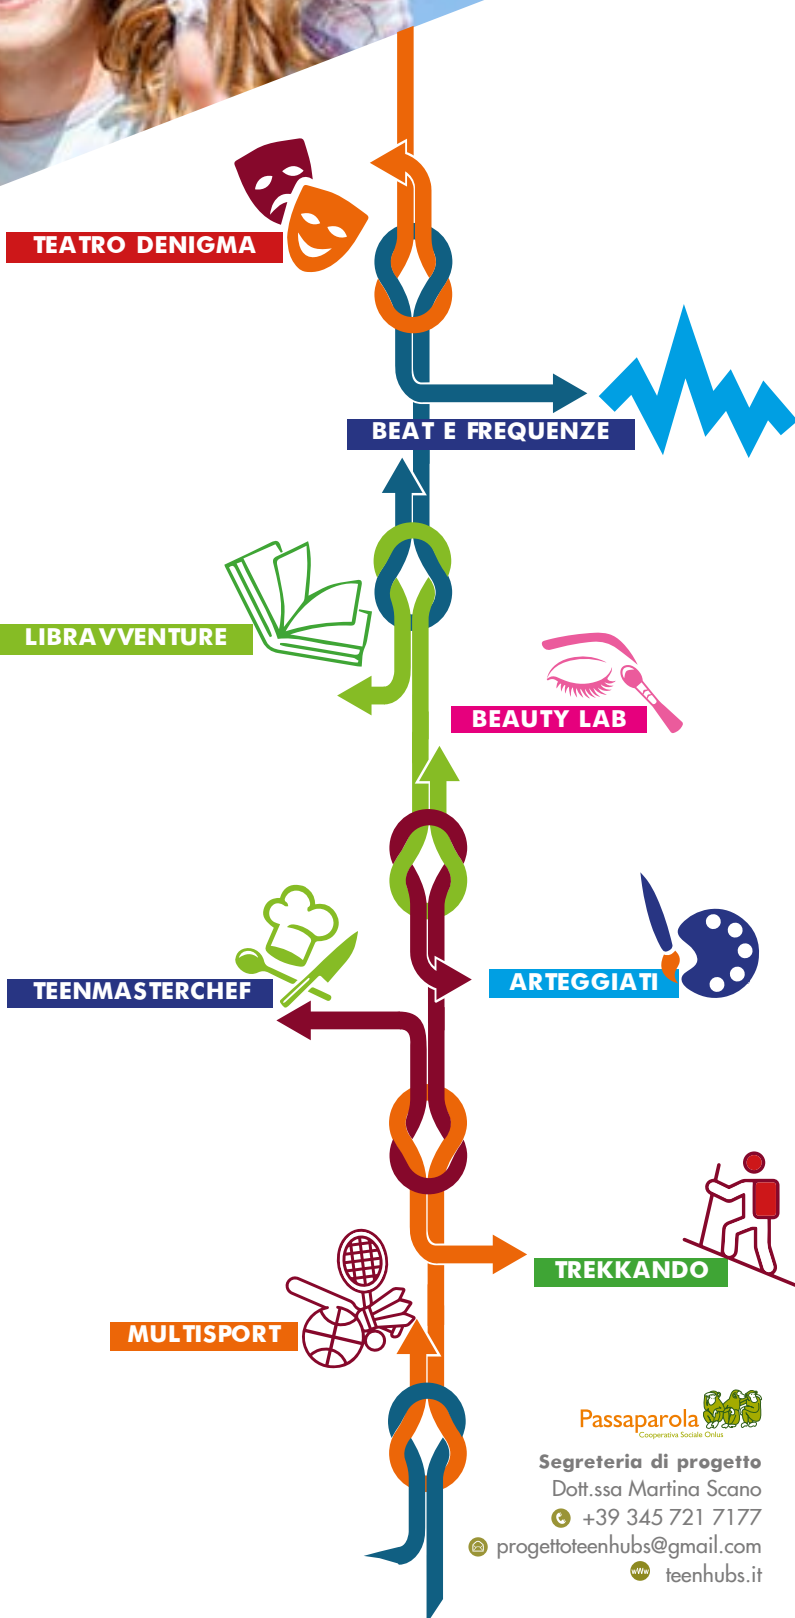 TEATRO DENIGMA
BEAT E FREQUENZE
LIBRAVVENTURE
BEAUTY LAB
ARTEGGIATI
TEENMASTERCHEF
TREKKANDO
MULTISPORT
Passaparola
Cooperativa Sociale Onlus
Segreteria di progetto
Dott.ssa Martina Scano
+39 345 721 7177
progettoteenhubs@gmail.com
www teenhubs.it